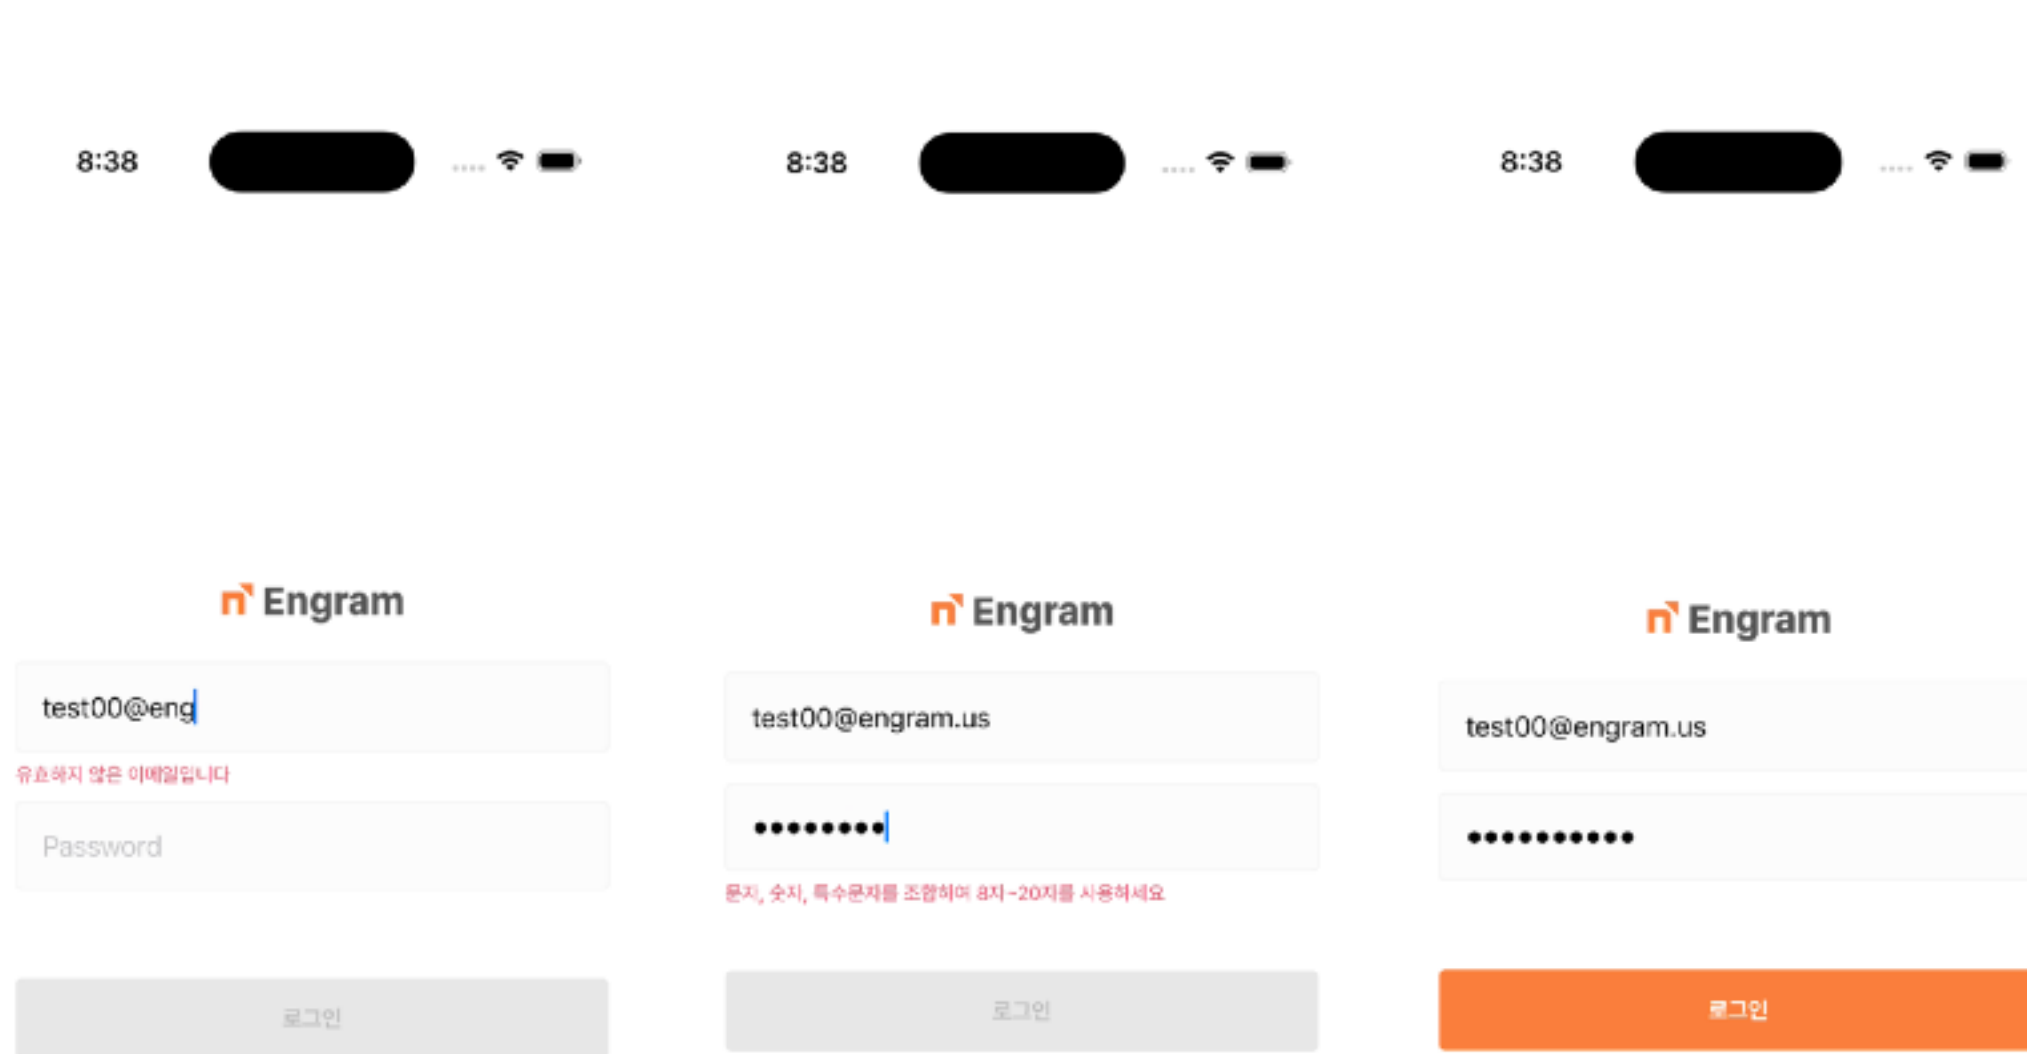 8:38
Engram
test00@eng
유효하지 않은 이메일입니다
Password
로그인
8:38
Engram
test00@engram.us
••••••••
문자, 숫자, 특수문자를 조합하여 8자~20자를 사용하세요
로그인
8:38
Engram
test00@engram.us
••••••••••
로그인